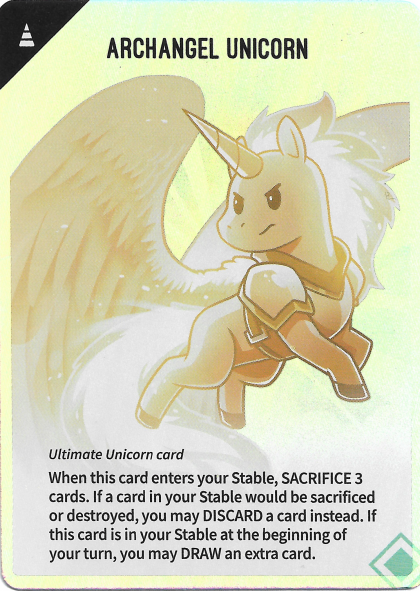 ARCHANGEL UNICORN
Ultimate Unicorn card
When this card enters your Stable, SACRIFICE 3
cards. If a card in your Stable would be sacrificed
or destroyed, you may DISCARD a card instead. If
this card is in your Stable at the beginning of
your turn, you may DRAW an extra card.